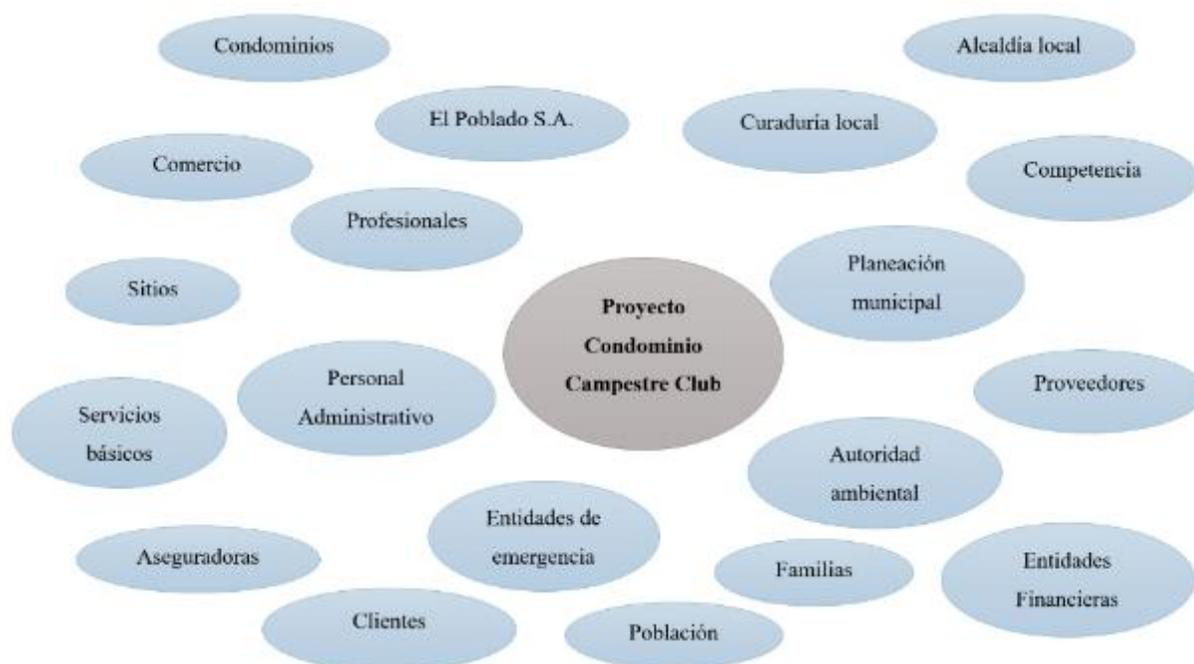 Condominios
Alcaldía local
El Poblado S.A.
Curaduría local
Comercio
Competencia
Profesionales
Planeación
municipal
Sitios
Proyecto
Condominio
Campestre Club
Personal
Administrativo
Proveedores
Servicios
básicos
Autoridad
ambiental
Entidades de
emergencia
Aseguradoras
Familias
Entidades
Financieras
Clientes
Población